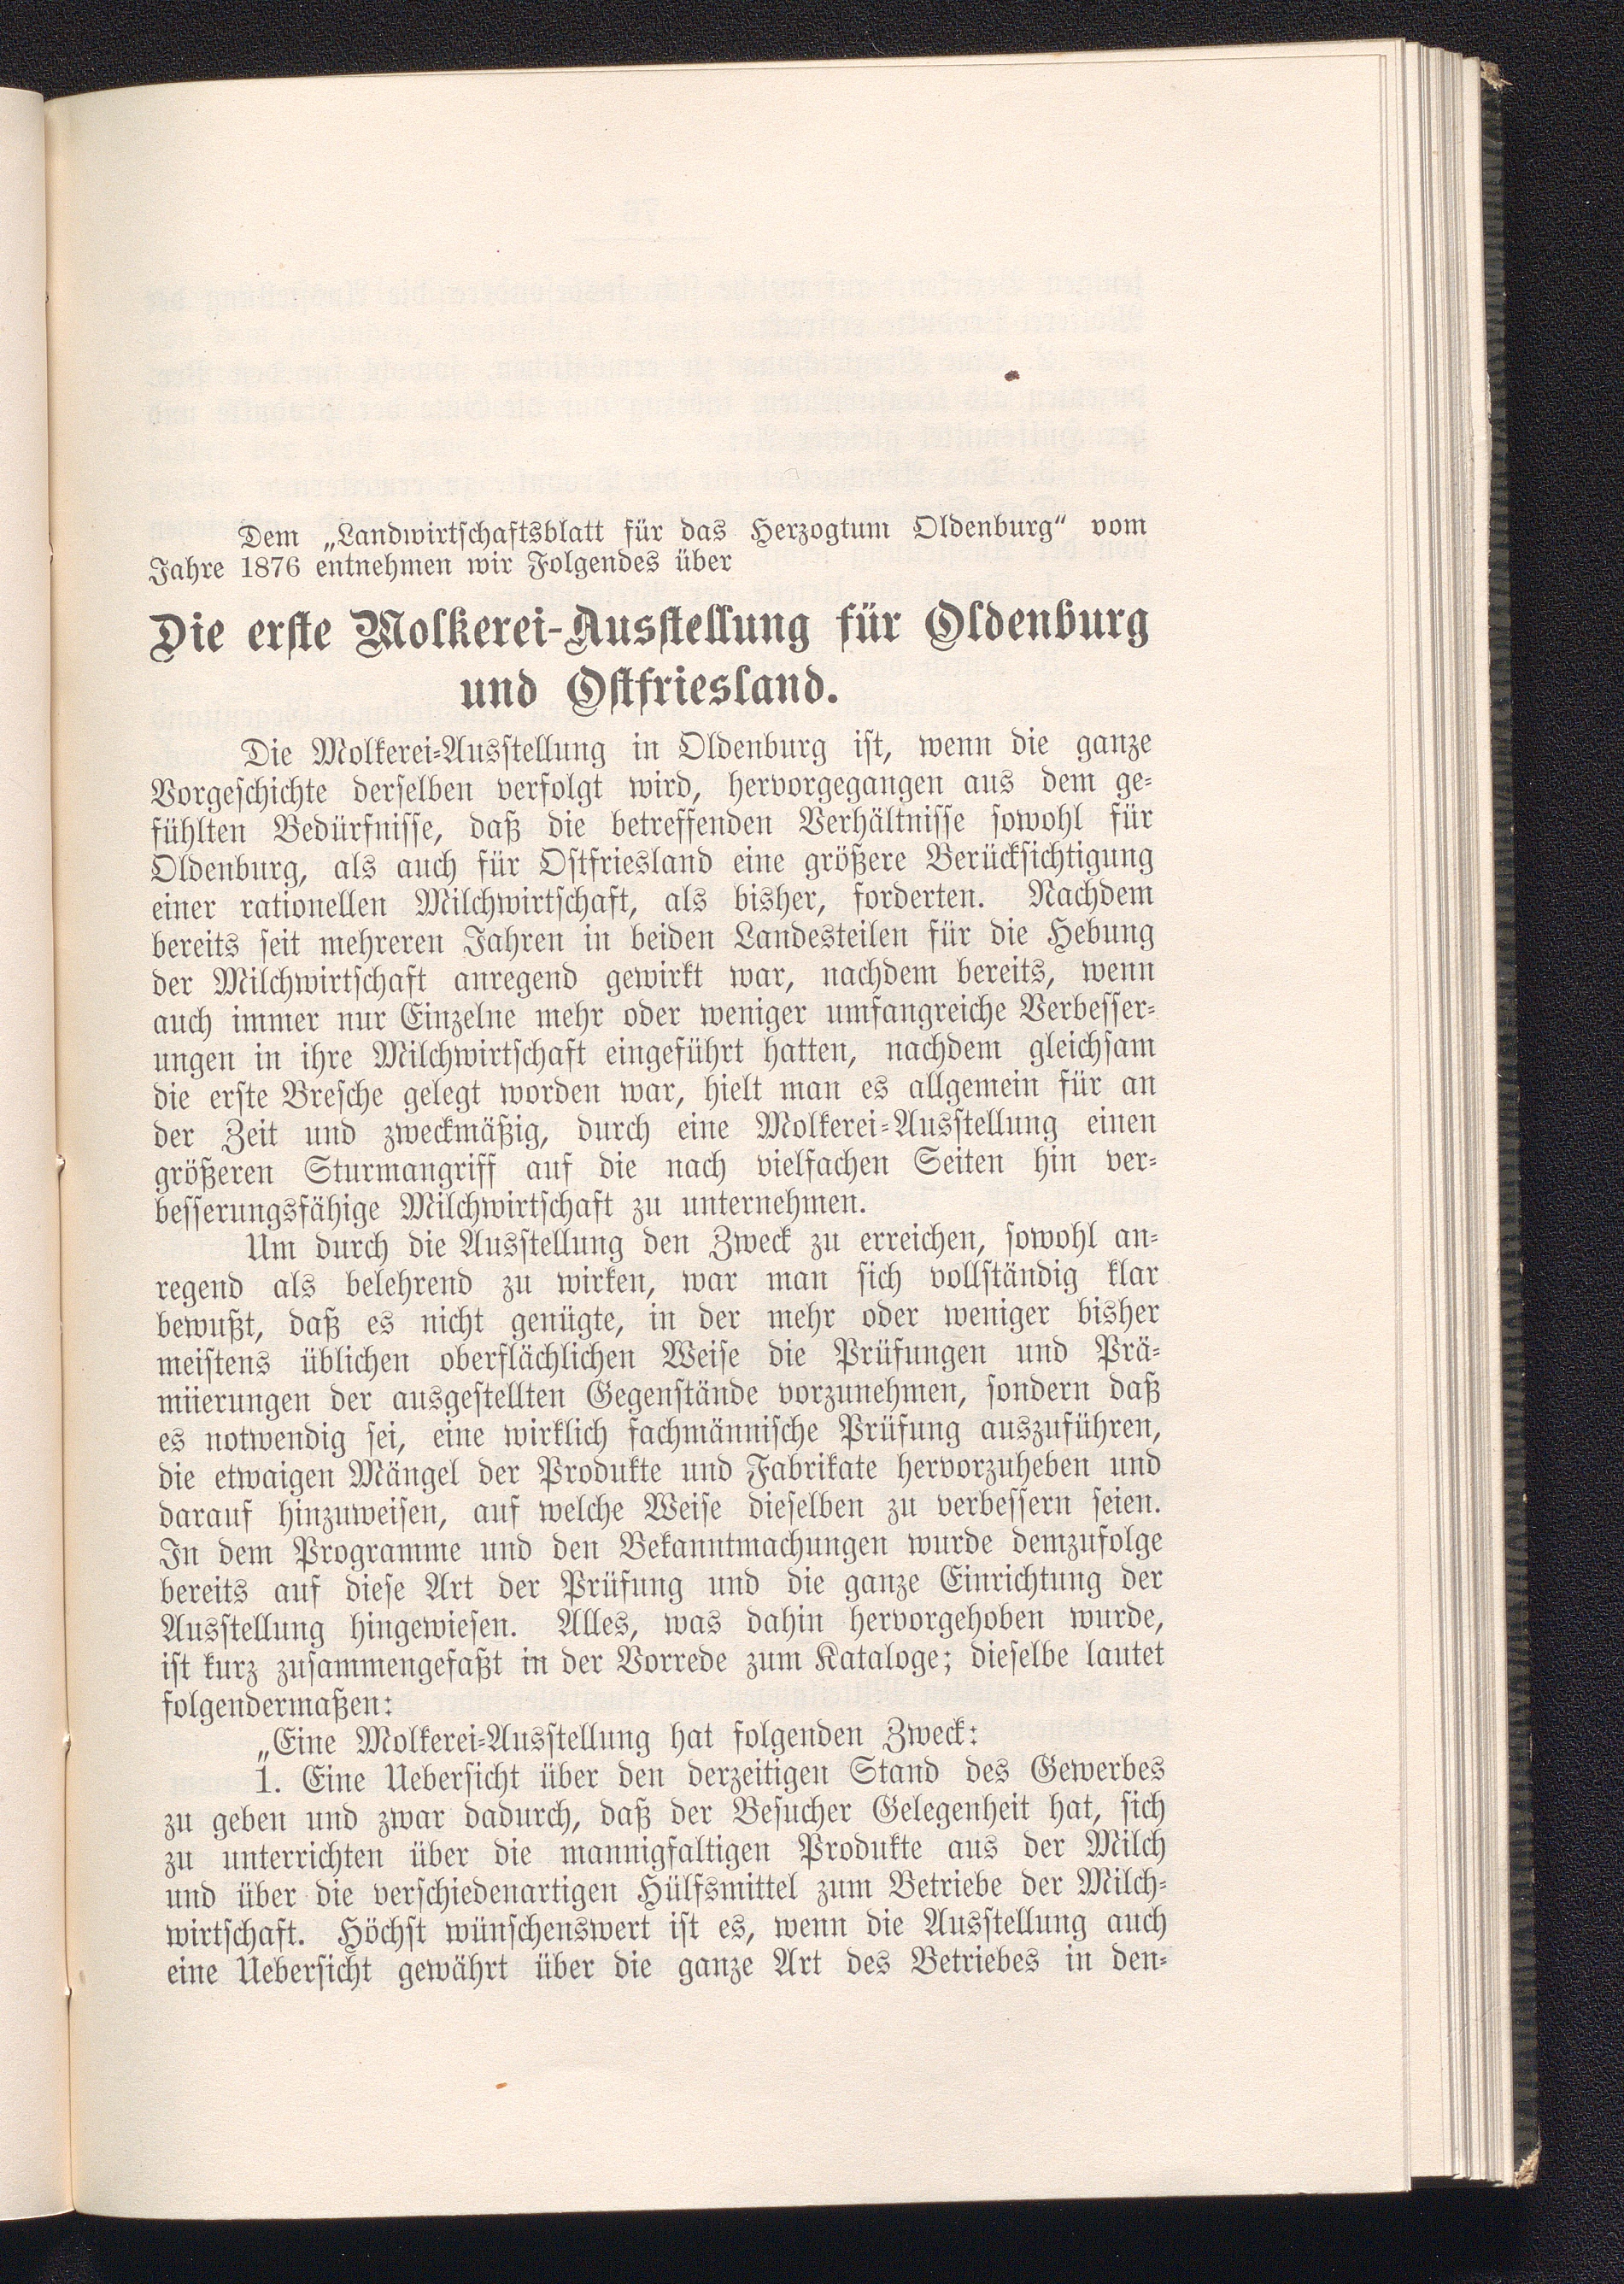 Dem „Landwirtschaftsblatt für das Herzogtum Oldenburg“ vom
Jahre 1876 entnehmen wir Folgendes über
Die erste Molkerei-Ausstellung für Oldenburg
und Ostfriesland.
Die Molkerei-Ausstellung in Oldenburg ist, wenn die ganze
Vorgeschichte derselben verfolgt wird, hervorgegangen aus dem ge-
fühlten Bedürfnisse, daß die betreffenden Verhältnisse sowohl für
Oldenburg, als auch für Ostfriesland eine größere Berücksichtigung
einer rationellen Milchwirtschaft, als bisher, forderten. Nachdem
bereits seit mehreren Jahren in beiden Landesteilen für die Hebung
der Milchwirtschaft anregend gewirkt war, nachdem bereits, wenn
auch immer nur Einzelne mehr oder weniger umfangreiche Verbesser-
ungen in ihre Milchwirtschaft eingeführt hatten, nachdem gleichsam
die erste Bresche gelegt worden war, hielt man es allgemein für an
der Zeit und zweckmäßig, durch eine Molkerei-Ausstellung einen
größeren Sturmangriff auf die nach vielfachen Seiten hin ver-
besserungsfähige Milchwirtschaft zu unternehmen.
Um durch die Ausstellung den Zweck zu erreichen, sowohl an-
regend als belehrend zu wirken, war man sich vollständig klar
bewußt, daß es nicht genügte, in der mehr oder weniger bisher
meistens üblichen oberflächlichen Weise die Prüfungen und Prä-
miierungen der ausgestellten Gegenstände vorzunehmen, sondern daß
es notwendig sei, eine wirklich fachmännische Prüfung auszuführen,
die etwaigen Mängel der Produkte und Fabrikate hervorzuheben und
darauf hinzuweisen, auf welche Weise dieselben zu verbessern seien.
In dem Programme und den Bekanntmachungen wurde demzufolge
bereits auf diese Art der Prüfung und die ganze Einrichtung der
Ausstellung hingewiesen. Alles, was dahin hervorgehoben wurde,
ist kurz zusammengefaßt in der Vorrede zum Kataloge; dieselbe lautet
folgendermaßen:
„Eine Molkerei-Ausstellung hat folgenden Zweck:
1. Eine Uebersicht über den derzeitigen Stand des Gewerbes
zu geben und zwar dadurch, daß der Besucher Gelegenheit hat, sich
zu unterrichten über die mannigfaltigen Produkte aus der Milch
und über die verschiedenartigen Hülfsmittel zum Betriebe der Milch-
wirtschaft. Höchst wünschenswert ist es, wenn die Ausstellung auch
eine Uebersicht gewährt über die ganze Art des Betriebes in den-